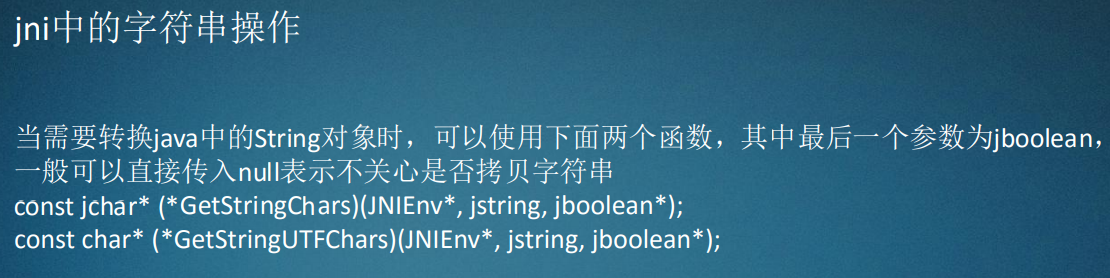 jni中的字符串操作
当需要转换java中的String对象时，可以使用下面两个函数，其中最后一个参数为jboolean，
一般可以直接传入null表示不关心是否拷贝字符串
const jchar* (*GetStringChars)(JNIEnv*, jstring, jboolean*);
const char* (*GetStringUTFChars)(JNIEnv*, jstring, jboolean*);